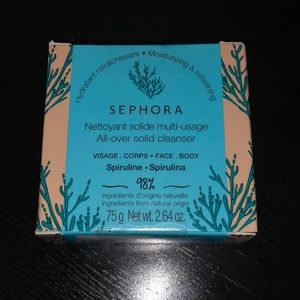 Hydratant rafraîchissant • Moisturizing & refreshing
SEPHORA
Nettoyant solide multi-usage
All-over solid cleanser
VISAGE . CORPS • FACE . BODY
Spiruline • Spirulina
98%
ingrédients d'origine naturelle
ingredients from natural origin
75 g Net wt. 2.64 oz.